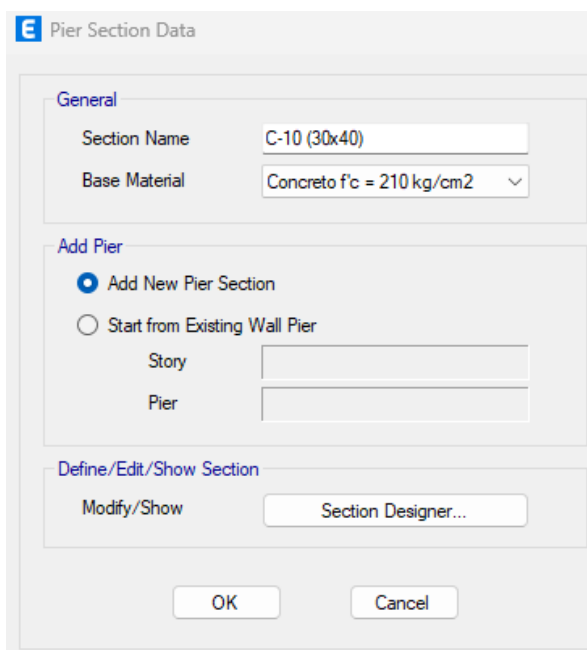 E Pier Section Data
General
Section Name C-10 (30x40)
Base Material Concreto f'c = 210 kg/cm2
Add Pier
Add New Pier Section
Start from Existing Wall Pier
Story
Pier
Define/Edit/Show Section
Modify/Show Section Designer...
OK Cancel